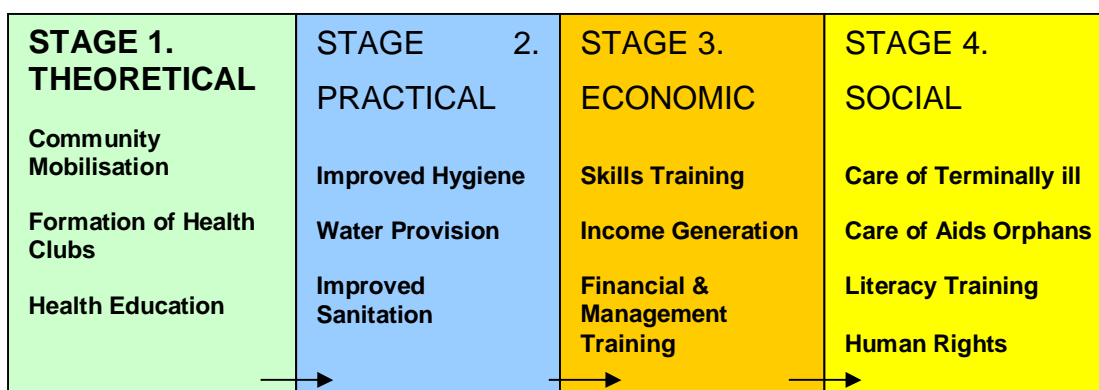 STAGE 1.
THEORETICAL
Community
Mobilisation
Formation of Health
Clubs
Health Education
STAGE 2.
PRACTICAL
Improved Hygiene
Water Provision
Improved
Sanitation
STAGE 3.
ECONOMIC
Skills Training
Income Generation
Financial &
Management
Training
STAGE 4.
SOCIAL
Care of Terminally ill
Care of Aids Orphans
Literacy Training
Human Rights